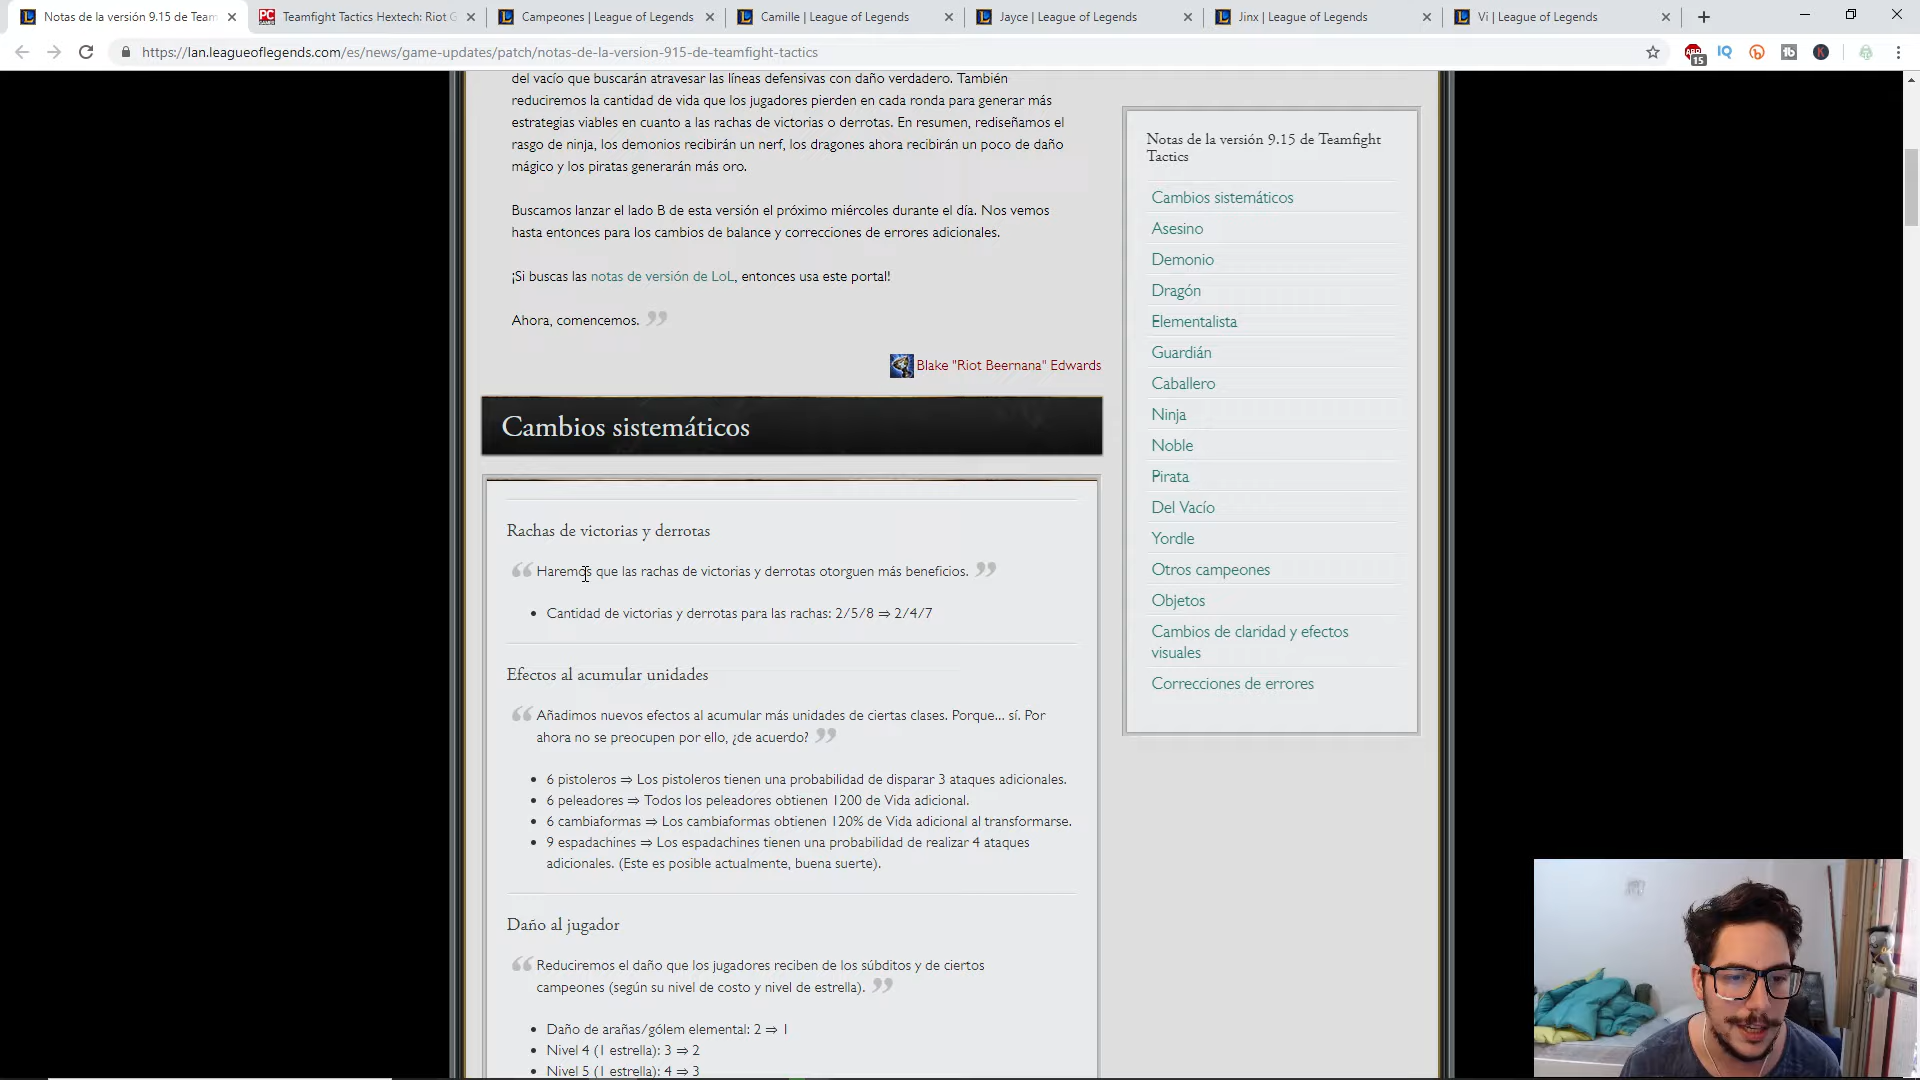 Notas de la versión 9.15 de Team
Teamfight Tactics Hextech: Riot G
Campeones | League of Legends
Camille | League of Legends
Jayce | League of Legends
Jinx | League of Legends
Vi | League of Legends
https://lan.leagueoflegends.com/es/news/game-updates/patch/notas-de-la-version-915-de-teamfight-tactics
15
del vacío que buscarán atravesar las líneas defensivas con daño verdadero. También
reduciremos la cantidad de vida que los jugadores pierden en cada ronda para generar más
estrategias viables en cuanto a las rachas de victorias o derrotas. En resumen, rediseñamos el
rasgo de ninja, los demonios recibirán un nerf, los dragones ahora recibirán un poco de daño
mágico y los piratas generarán más oro.
Buscamos lanzar el lado B de esta versión el próximo miércoles durante el día. Nos vemos
hasta entonces para los cambios de balance y correcciones de errores adicionales.
¡Si buscas las notas de versión de LoL, entonces usa este portal!
Ahora, comencemos. ”
Blake "Riot Beernana" Edwards
Cambios sistemáticos
Rachas de victorias y derrotas
“ Haremos que las rachas de victorias y derrotas otorguen más beneficios. ”
• Cantidad de victorias y derrotas para las rachas: 2/5/8 ⇒ 2/4/7
Efectos al acumular unidades
“ Añadimos nuevos efectos al acumular más unidades de ciertas clases. Porque... sí. Por
ahora no se preocupen por ello, ¿de acuerdo? ”
• 6 pistoleros ⇒ Los pistoleros tienen una probabilidad de disparar 3 ataques adicionales.
• 6 peleadores ⇒ Todos los peleadores obtienen 1200 de Vida adicional.
• 6 cambiaformas ⇒ Los cambiaformas obtienen 120% de Vida adicional al transformarse.
• 9 espadachines ⇒ Los espadachines tienen una probabilidad de realizar 4 ataques
adicionales. (Este es posible actualmente, buena suerte).
Daño al jugador
“ Reduciremos el daño que los jugadores reciben de los súbditos y de ciertos
campeones (según su nivel de costo y nivel de estrella). ”
• Daño de arañas/gólem elemental: 2 ⇒ 1
• Nivel 4 (1 estrella): 3 ⇒ 2
• Nivel 5 (1 estrella): 4 ⇒ 3
Notas de la versión 9.15 de Teamfight
Tactics
Cambios sistemáticos
Asesino
Demonio
Dragón
Elementalista
Guardián
Caballero
Ninja
Noble
Pirata
Del Vacío
Yordle
Otros campeones
Objetos
Cambios de claridad y efectos
visuales
Correcciones de errores